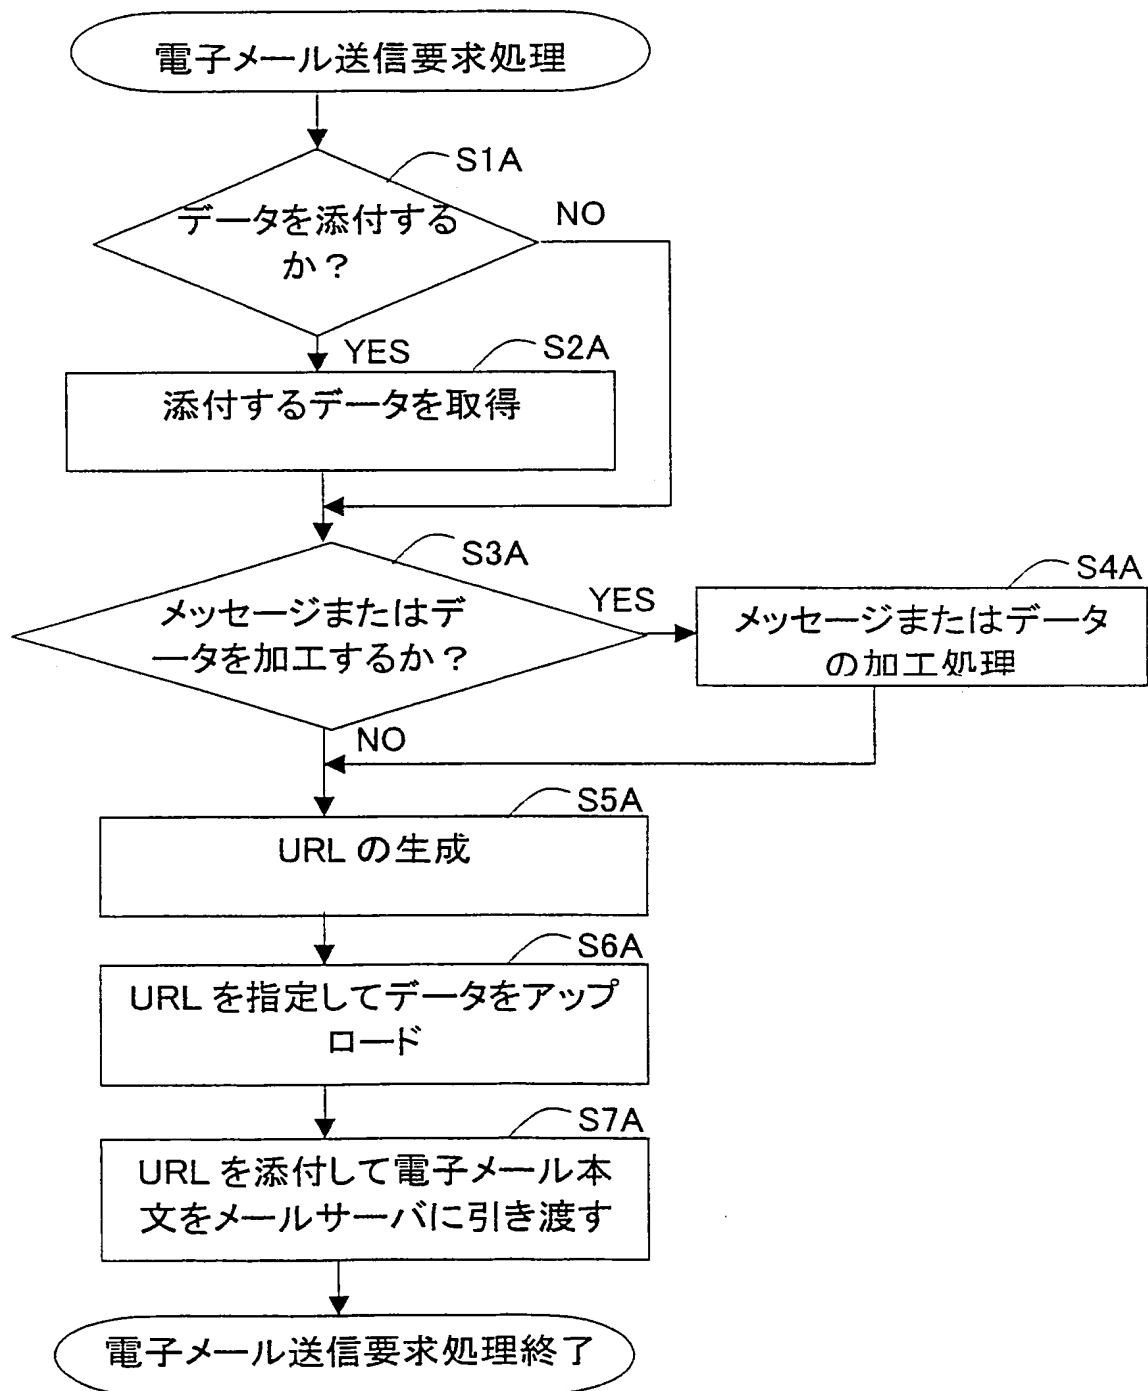 電子メール送信要求処理
S1A
データを添付する
か？
NO
YES
S2A
添付するデータを取得
S3A
メッセージまたはデ
ータを加工するか？
YES
S4A
メッセージまたはデータ
の加工処理
NO
S5A
URL の生成
S6A
URL を指定してデータをアップ
ロード
S7A
URL を添付して電子メール本
文をメールサーバに引き渡す
電子メール送信要求処理終了